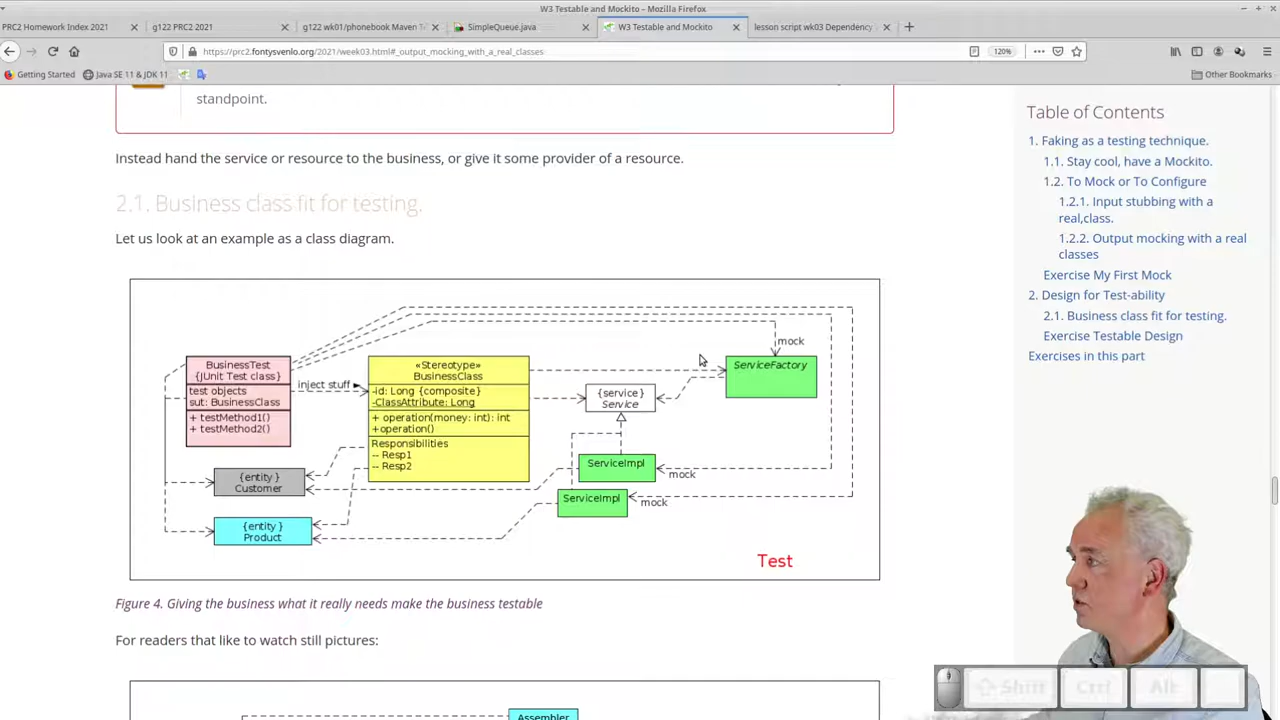 W3 Testable and Mockito - Mozilla Firefox
PRC2 Homework Index 2021
g122 PRC2 2021
g122 wk01/phonebook Maven T
SimpleQueue.java
W3 Testable and Mockito
lesson script wk03 Dependency
https://prc2.fontysvenlo.org/2021/week03.html#_output_mocking_with_a_real_classes
120%
Getting Started
Java SE 11 & JDK 11
Other Bookmarks
standpoint.
Instead hand the service or resource to the business, or give it some provider of a resource.
2.1. Business class fit for testing.
Let us look at an example as a class diagram.
BusinessTest
{JUnit Test class}
test objects
sut: BusinessClass
+ testMethod1()
+ testMethod2()
inject stuff
«Stereotype»
BusinessClass
-id: Long {composite}
-ClassAttribute: Long
+ operation(money: int): int
+operation()
Responsibilities
-- Resp1
-- Resp2
{service}
Service
mock
ServiceFactory
ServiceImpl
mock
ServiceImpl
mock
{entity }
Customer
{entity }
Product
Test
Figure 4. Giving the business what it really needs make the business testable
For readers that like to watch still pictures:
Assembler
Table of Contents
1. Faking as a testing technique.
1.1. Stay cool, have a Mockito.
1.2. To Mock or To Configure
1.2.1. Input stubbing with a
real,class.
1.2.2. Output mocking with a real
classes
Exercise My First Mock
2. Design for Test-ability
2.1. Business class fit for testing.
Exercise Testable Design
Exercises in this part
Shift
Ctrl
Alt